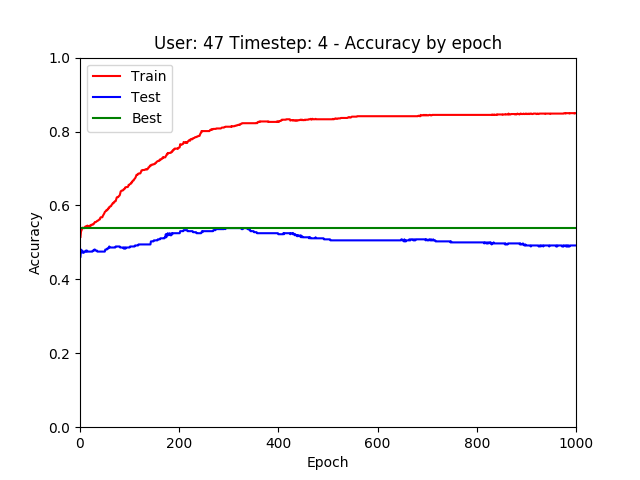 User: 47 Timestep: 4 - Accuracy by epoch
Train
Test
Best
Accuracy
1.0
0.8
0.6
0.4
0.2
0.0
0 200 400 600 800 1000
Epoch